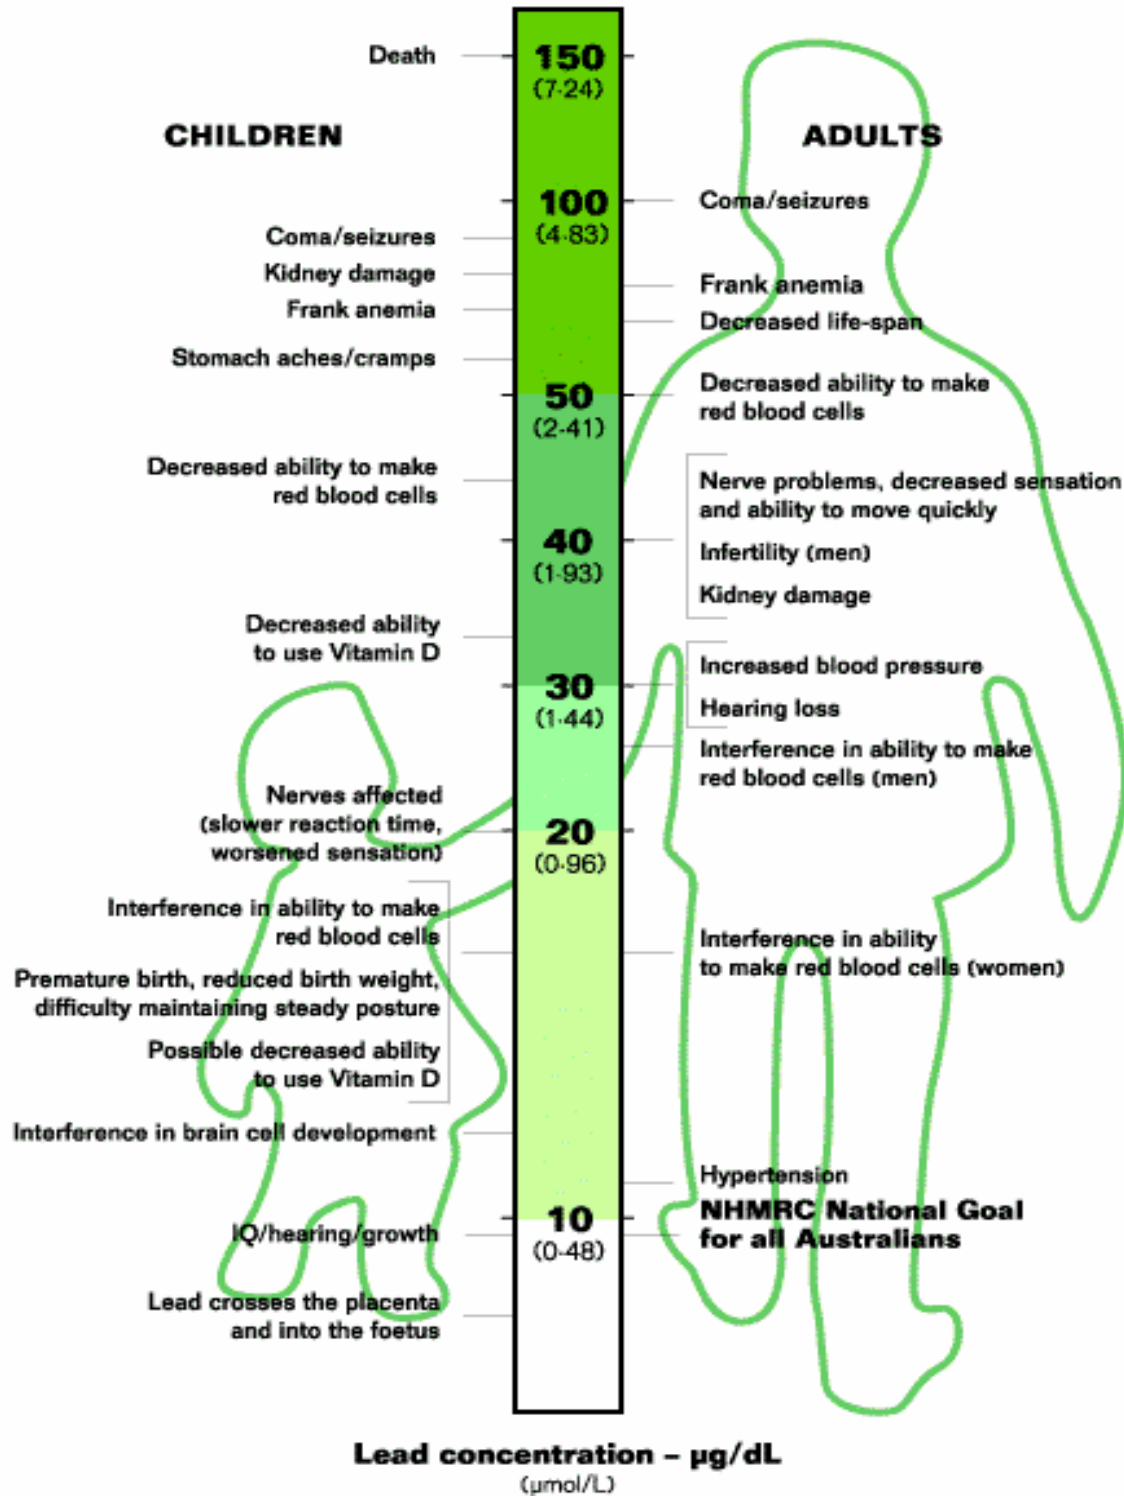 Death
150
(7·24)
CHILDREN
ADULTS
100
(4·83)
Coma/seizures
Coma/seizures
Kidney damage
Frank anemia
Frank anemia
Decreased life-span
Stomach aches/cramps
50
(2·41)
Decreased ability to make
red blood cells
Decreased ability to make
red blood cells
Nerve problems, decreased sensation
and ability to move quickly
40
(1·93)
Infertility (men)
Kidney damage
Decreased ability
to use Vitamin D
Increased blood pressure
30
(1·44)
Hearing loss
Interference in ability to make
red blood cells (men)
Nerves affected
(slower reaction time,
worsened sensation)
20
(0·96)
Interference in ability to make
red blood cells
Interference in ability
to make red blood cells (women)
Premature birth, reduced birth weight,
difficulty maintaining steady posture
Possible decreased ability
to use Vitamin D
Interference in brain cell development
Hypertension
NHMRC National Goal
for all Australians
10
(0·48)
IQ/hearing/growth
Lead crosses the placenta
and into the foetus
Lead concentration – µg/dL
(µmol/L)